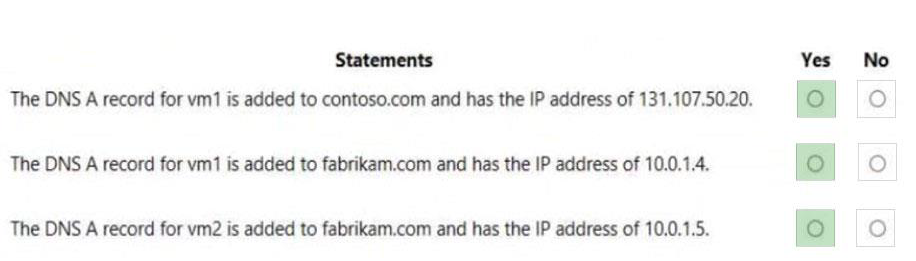 Statements Yes No
The DNS A record for vm1 is added to contoso.com and has the IP address of 131.107.50.20.
The DNS A record for vm1 is added to fabrikam.com and has the IP address of 10.0.1.4.
The DNS A record for vm2 is added to fabrikam.com and has the IP address of 10.0.1.5.